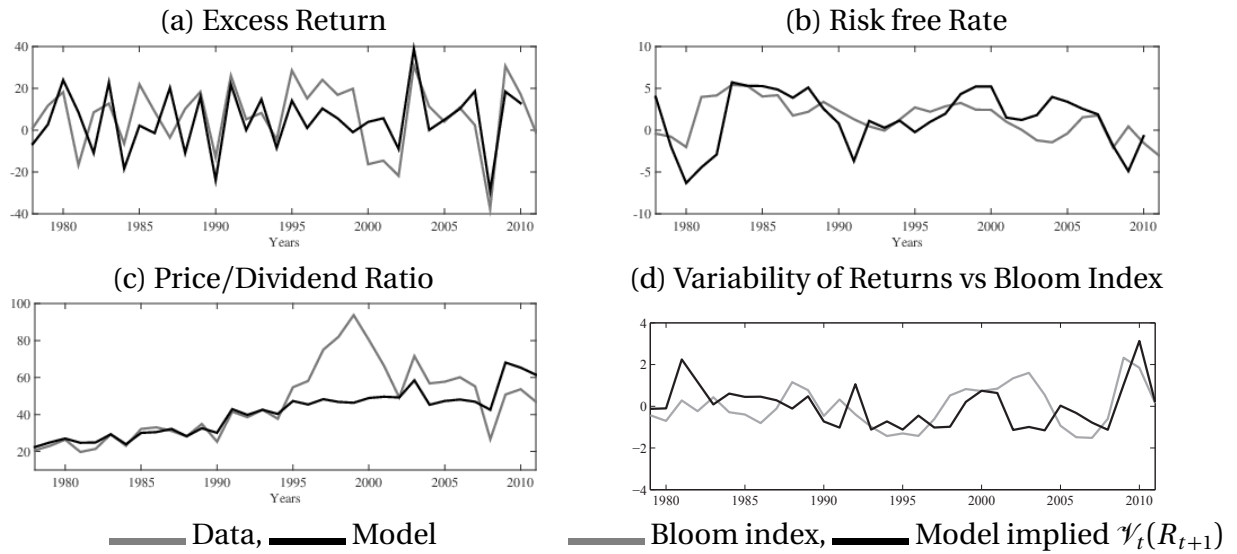 (a) Excess Return
(b) Risk free Rate
40
20
0
-20
-40
1980 1985 1990 1995 2000 2005 2010
Years
10
5
0
-5
-10
1980 1985 1990 1995 2000 2005 2010
Years
(c) Price/Dividend Ratio
(d) Variability of Returns vs Bloom Index
100
80
60
40
20
1980 1985 1990 1995 2000 2005 2010
Years
4
2
0
−2
−4
1980 1985 1990 1995 2000 2005 2010
Data, Model
Bloom index, Model implied 𝒱ₜ(Rₜ₊₁)